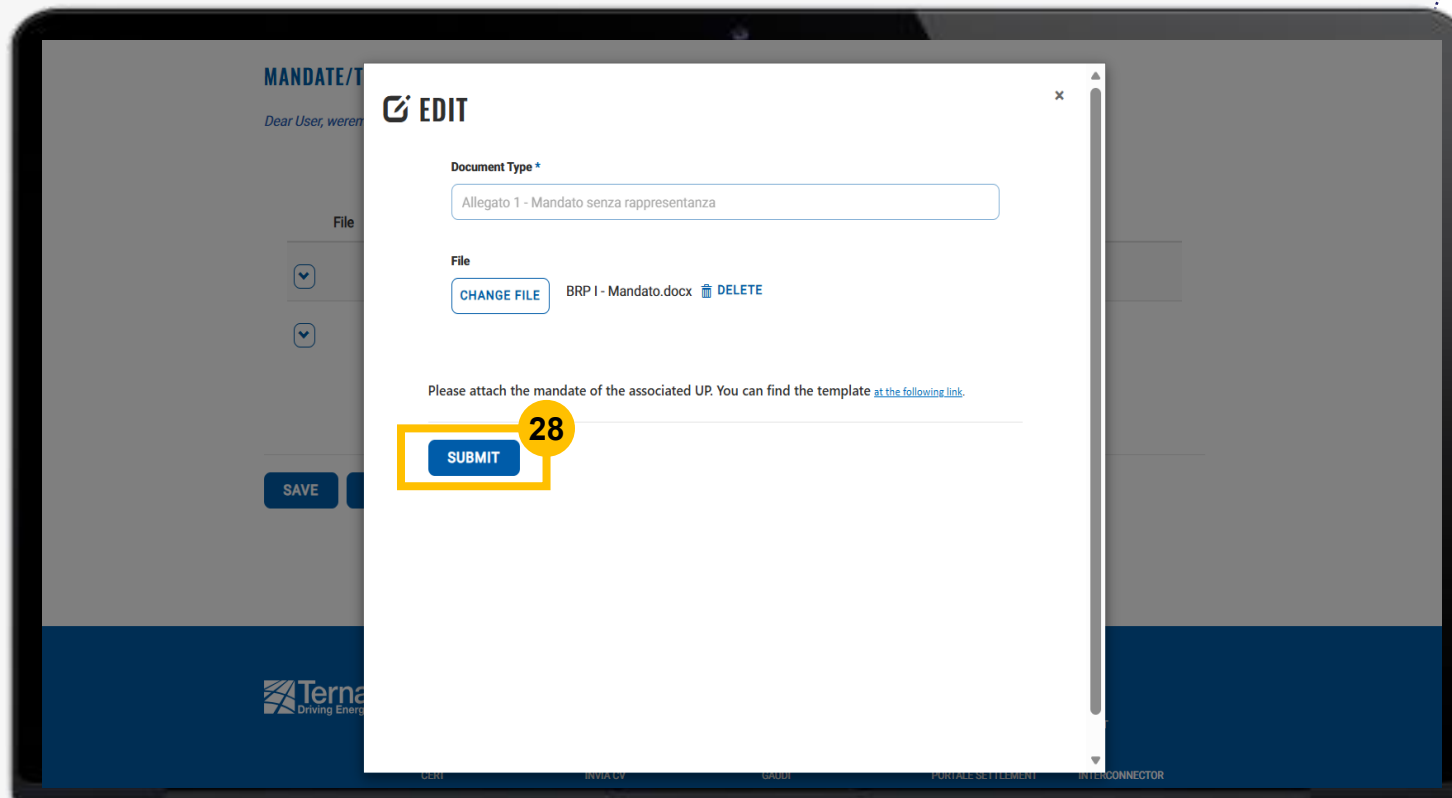 MANDATE/T
Dear User, werem
EDIT
×
Document Type *
Allegato 1 - Mandato senza rappresentanza
File
File
CHANGE FILE
BRP I - Mandato.docx DELETE
Please attach the mandate of the associated UP. You can find the template at the following link.
28
SUBMIT
SAVE
Terna
Driving Energ
CERT INVIA CV GAUDI PORTALE SETTLEMENT INTERCONNECTOR